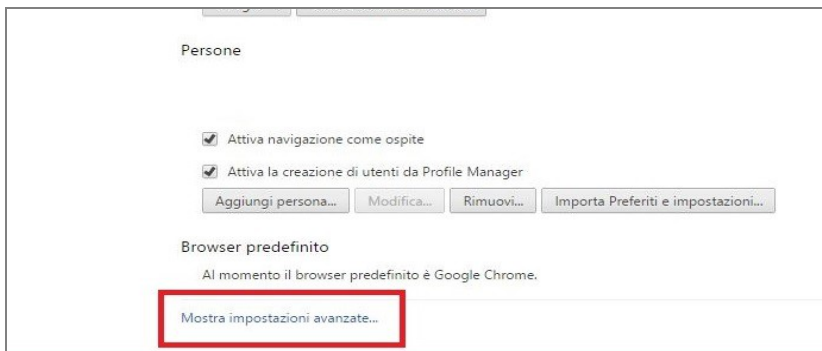 Persone
Attiva navigazione come ospite
Attiva la creazione di utenti da Profile Manager
Aggiungi persona... Modifica... Rimuovi... Importa Preferiti e impostazioni...
Browser predefinito
Al momento il browser predefinito è Google Chrome.
Mostra impostazioni avanzate...